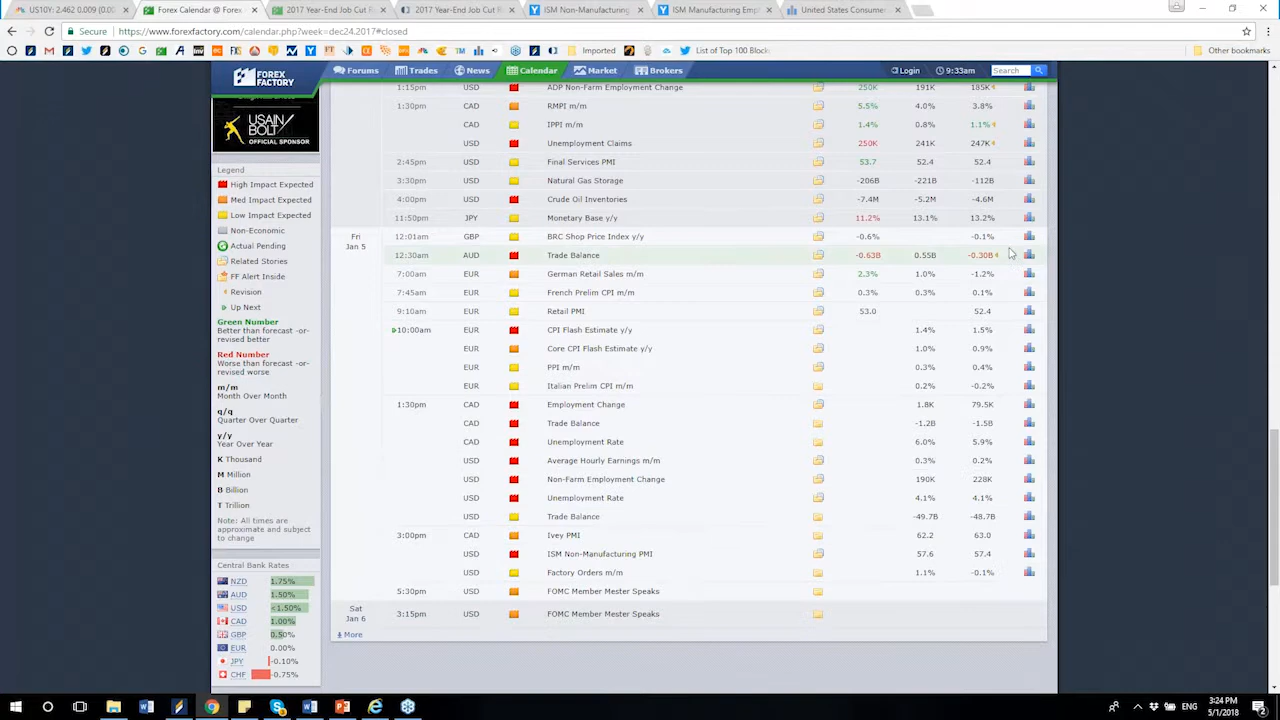 US10Y: 2.462 0.009 (0.00
Forex Calendar @ Forex
2017 Year-End Job Cut R
2017 Year-End Job Cut R
ISM Non-Manufacturing
ISM Manufacturing Emp
United States Consume
Secure
https://www.forexfactory.com/calendar.php?week=dec24.2017#closed
Imported
List of Top 100 Block
Other bookmarks
FOREX FACTORY
Forums
Trades
News
Calendar
Market
Brokers
Login
9:33am
Search
USAIN BOLT
OFFICIAL SPONSOR
Legend
High Impact Expected
Med Impact Expected
Low Impact Expected
Non-Economic
Actual Pending
Related Stories
FF Alert Inside
Revision
Up Next
Green Number
Better than forecast -or-
revised better
Red Number
Worse than forecast -or-
revised worse
m/m
Month Over Month
q/q
Quarter Over Quarter
y/y
Year Over Year
K Thousand
M Million
B Billion
T Trillion
Note: All times are
approximate and subject
to change
Central Bank Rates
NZD 1.75%
AUD 1.50%
USD <1.50%
CAD 1.00%
GBP 0.50%
EUR 0.00%
JPY -0.10%
CHF -0.75%
1:15pm USD ADP Non-Farm Employment Change 250K 191K 185K
1:30pm CAD RMPI m/m 5.5% 4.0% 3.8%
CAD IPPI m/m 1.4% 0.8% 1.1%
USD Unemployment Claims 250K 241K 247K
2:45pm USD Final Services PMI 53.7 52.4 52.4
3:30pm USD Natural Gas Storage -206B -221B -112B
4:00pm USD Crude Oil Inventories -7.4M -5.2M -4.6M
11:50pm JPY Monetary Base y/y 11.2% 13.1% 13.2%
Fri Jan 5 12:01am GBP BRC Shop Price Index y/y -0.6% -0.1%
12:30am AUD Trade Balance -0.63B 0.55B -0.30B
7:00am EUR German Retail Sales m/m 2.3% 1.0% -1.2%
7:45am EUR French Prelim CPI m/m 0.3% 0.3% 0.1%
9:10am EUR Retail PMI 53.0 52.4
10:00am EUR CPI Flash Estimate y/y 1.4% 1.5%
EUR Core CPI Flash Estimate y/y 1.0% 0.9%
EUR PPI m/m 0.3% 0.4%
EUR Italian Prelim CPI m/m 0.2% -0.2%
1:30pm CAD Employment Change 1.8K 79.5K
CAD Trade Balance -1.2B -1.5B
CAD Unemployment Rate 6.0% 5.9%
USD Average Hourly Earnings m/m 0.3% 0.2%
USD Non-Farm Employment Change 190K 228K
USD Unemployment Rate 4.1% 4.1%
USD Trade Balance -49.7B -48.7B
3:00pm CAD Ivey PMI 62.2 63.0
USD ISM Non-Manufacturing PMI 57.6 57.4
USD Factory Orders m/m 1.1% -0.1%
5:30pm USD FOMC Member Mester Speaks
Sat Jan 6 3:15pm USD FOMC Member Mester Speaks
More
ENG
3:24 PM
5/1/2018